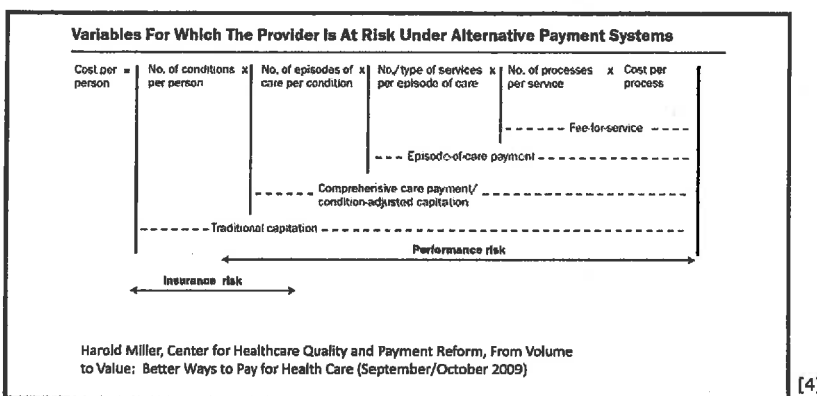 Variables For Which The Provider Is At Risk Under Alternative Payment Systems
Cost per = No. of conditions x No. of episodes of x No./type of services x No. of processes x Cost per
person per person care per condition per episode of care per service process
Fee-for-service
Episode-of-care payment
Comprehensive care payment/
condition-adjusted capitation
Traditional capitation
Performance risk
Insurance risk
Harold Miller, Center for Healthcare Quality and Payment Reform, From Volume
to Value: Better Ways to Pay for Health Care (September/October 2009)
[4]